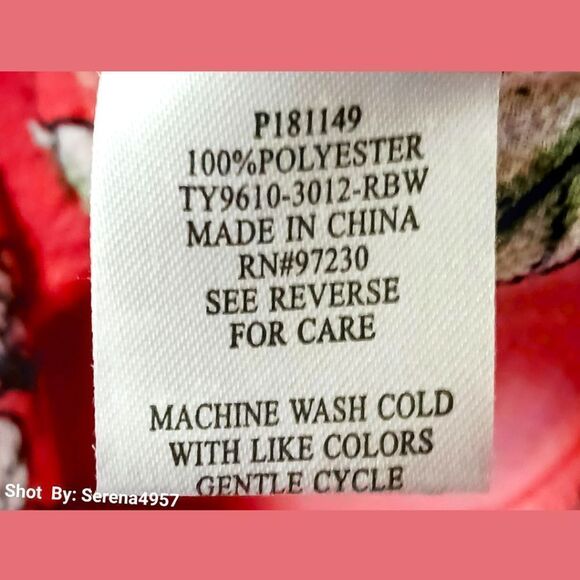 P181149
100%POLYESTER
TY9610-3012-RBW
MADE IN CHINA
RN#97230
SEE REVERSE
FOR CARE
MACHINE WASH COLD
WITH LIKE COLORS
GENTLE CYCLE
Shot By: Serena4957